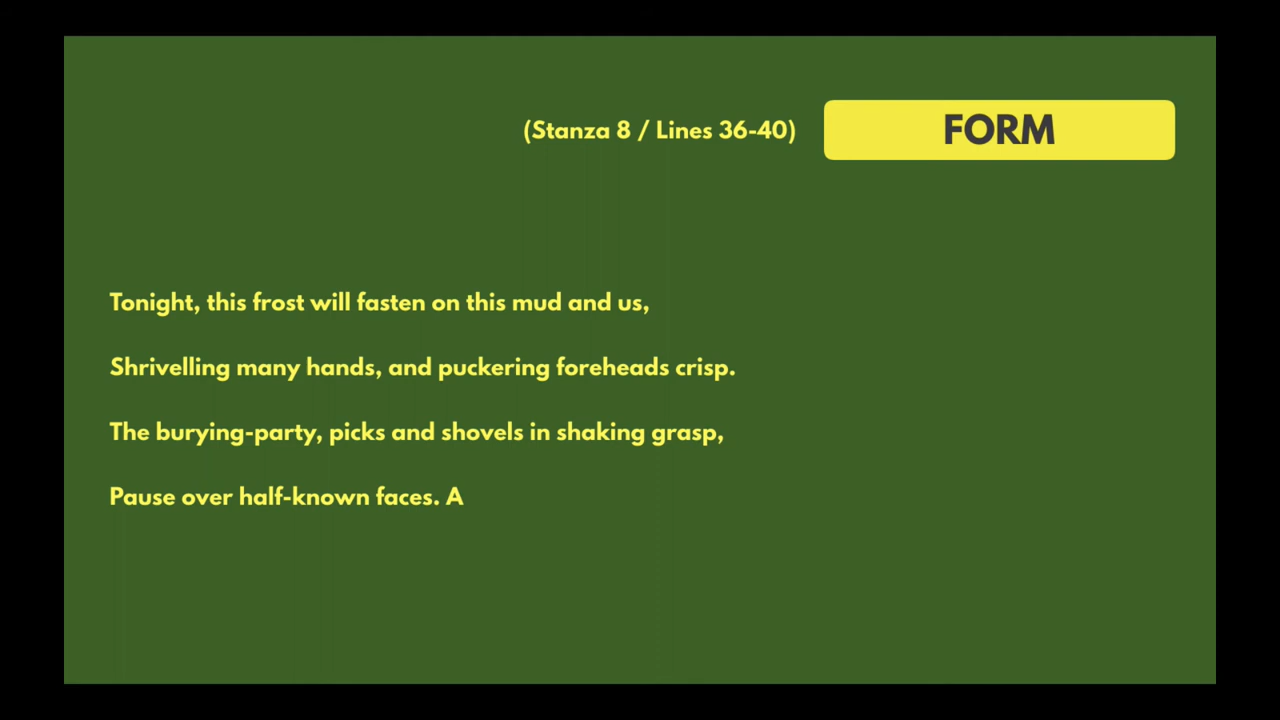 (Stanza 8 / Lines 36-40)
FORM
Tonight, this frost will fasten on this mud and us,
Shrivelling many hands, and puckering foreheads crisp.
The burying-party, picks and shovels in shaking grasp,
Pause over half-known faces. A